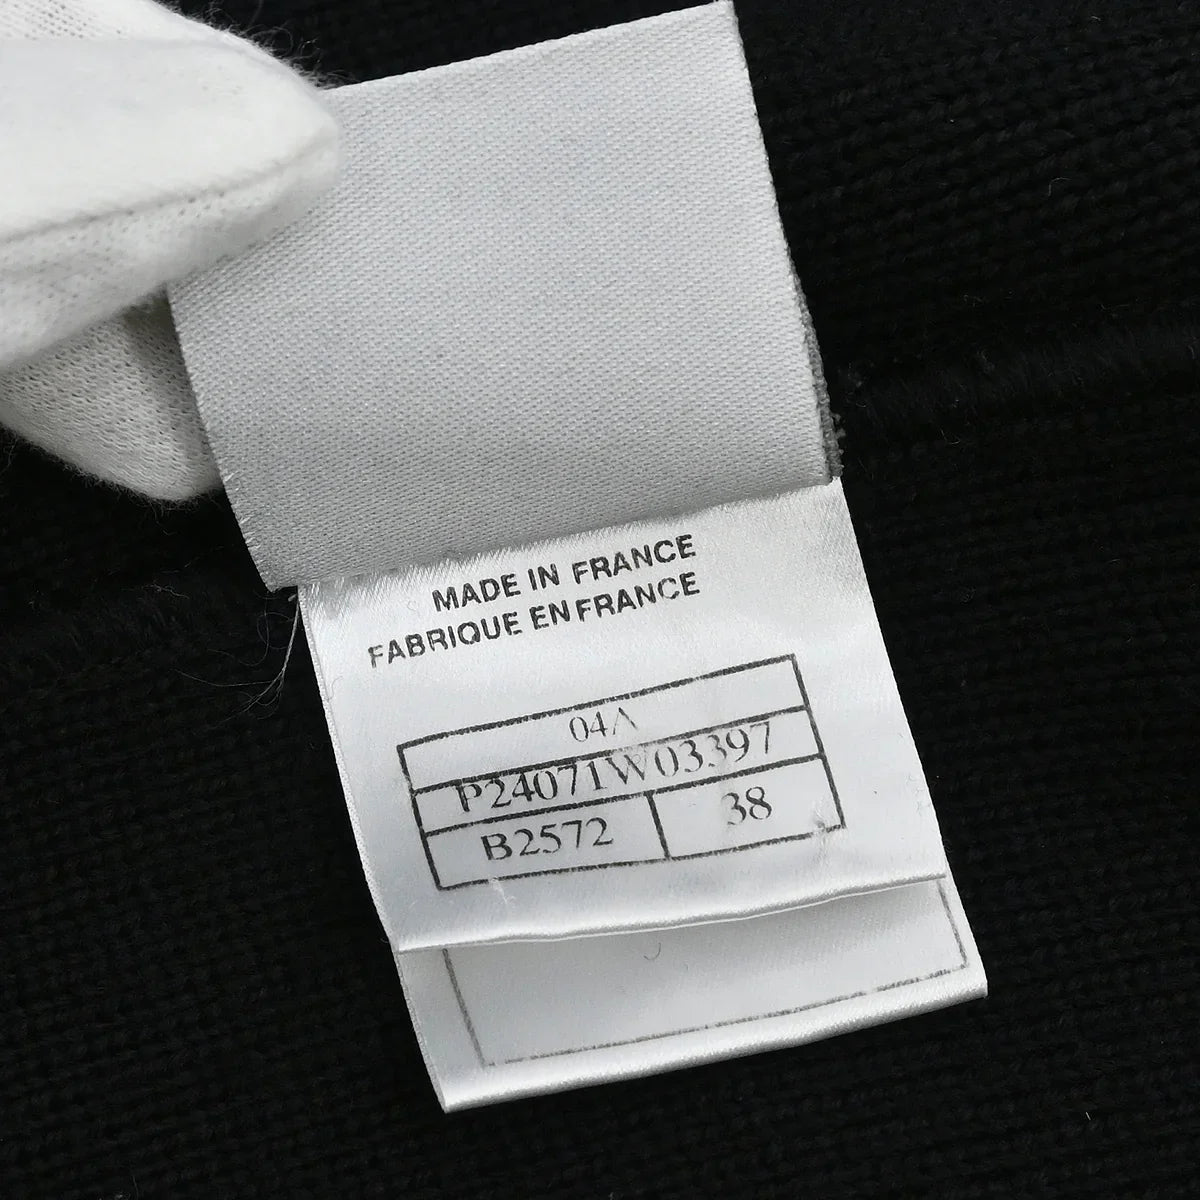 MADE IN FRANCE
FABRIQUE EN FRANCE
04A
P24071W03397
B2572 38